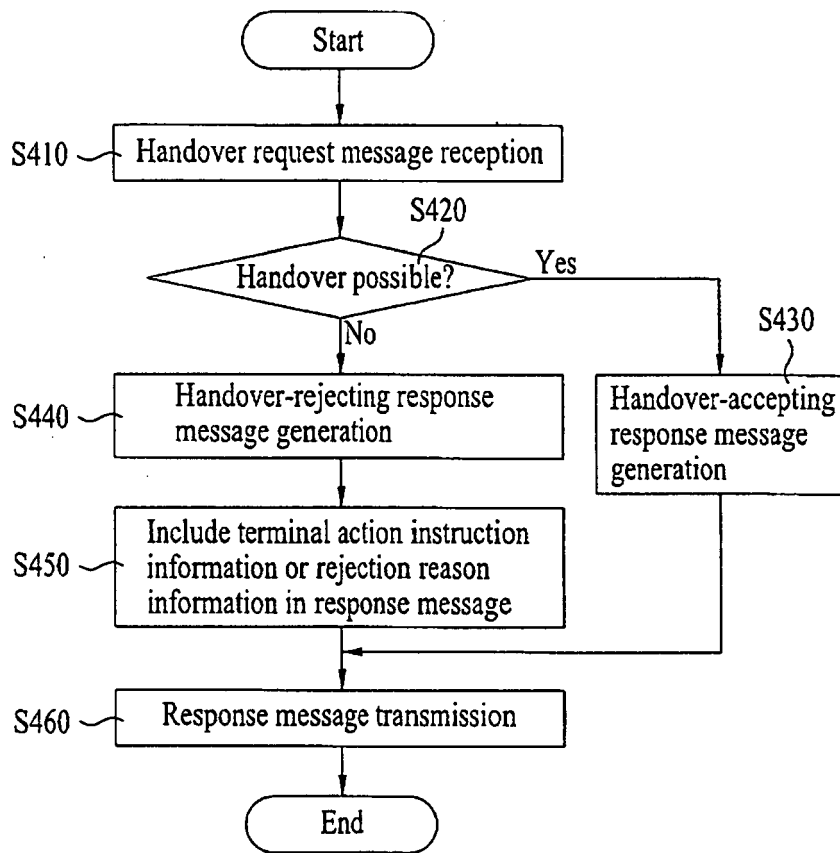 Start
S410
Handover request message reception
S420
Handover possible?
Yes
No
S430
S440
Handover-rejecting response
message generation
Handover-accepting
response message
generation
S450
Include terminal action instruction
information or rejection reason
information in response message
S460
Response message transmission
End